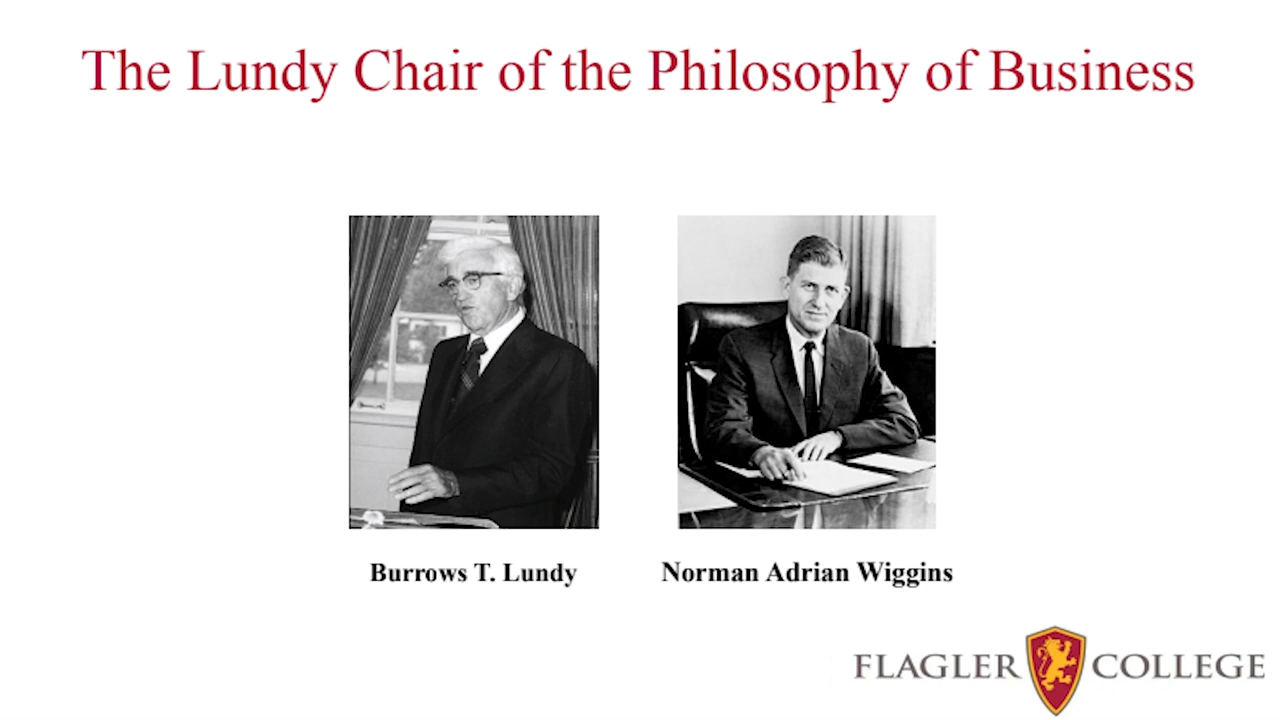 The Lundy Chair of the Philosophy of Business
Burrows T. Lundy
Norman Adrian Wiggins
FLAGLER COLLEGE